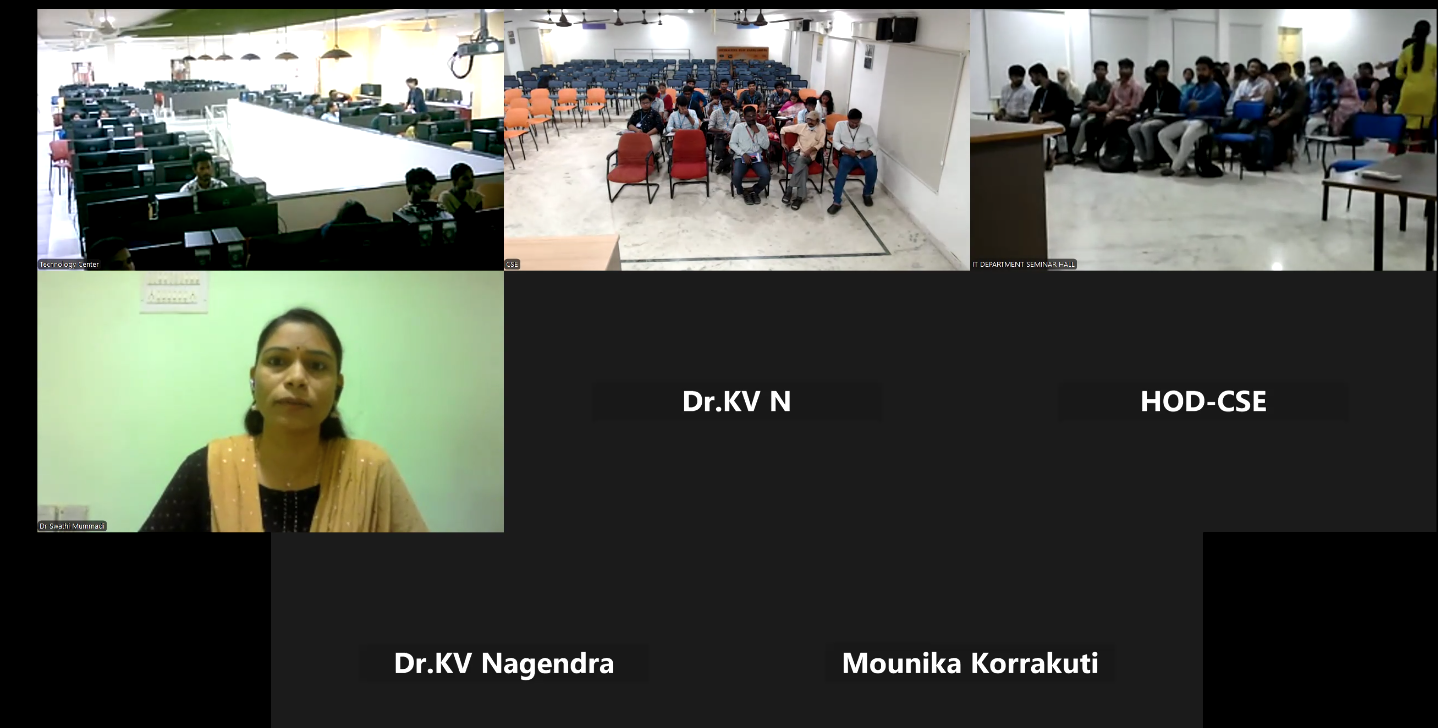 Technology Center
CSE
IT DEPARTMENT SEMINAR HALL
Dr Swathi Mummadi
Dr.KV N
HOD-CSE
Dr.KV Nagendra
Mounika Korrakuti